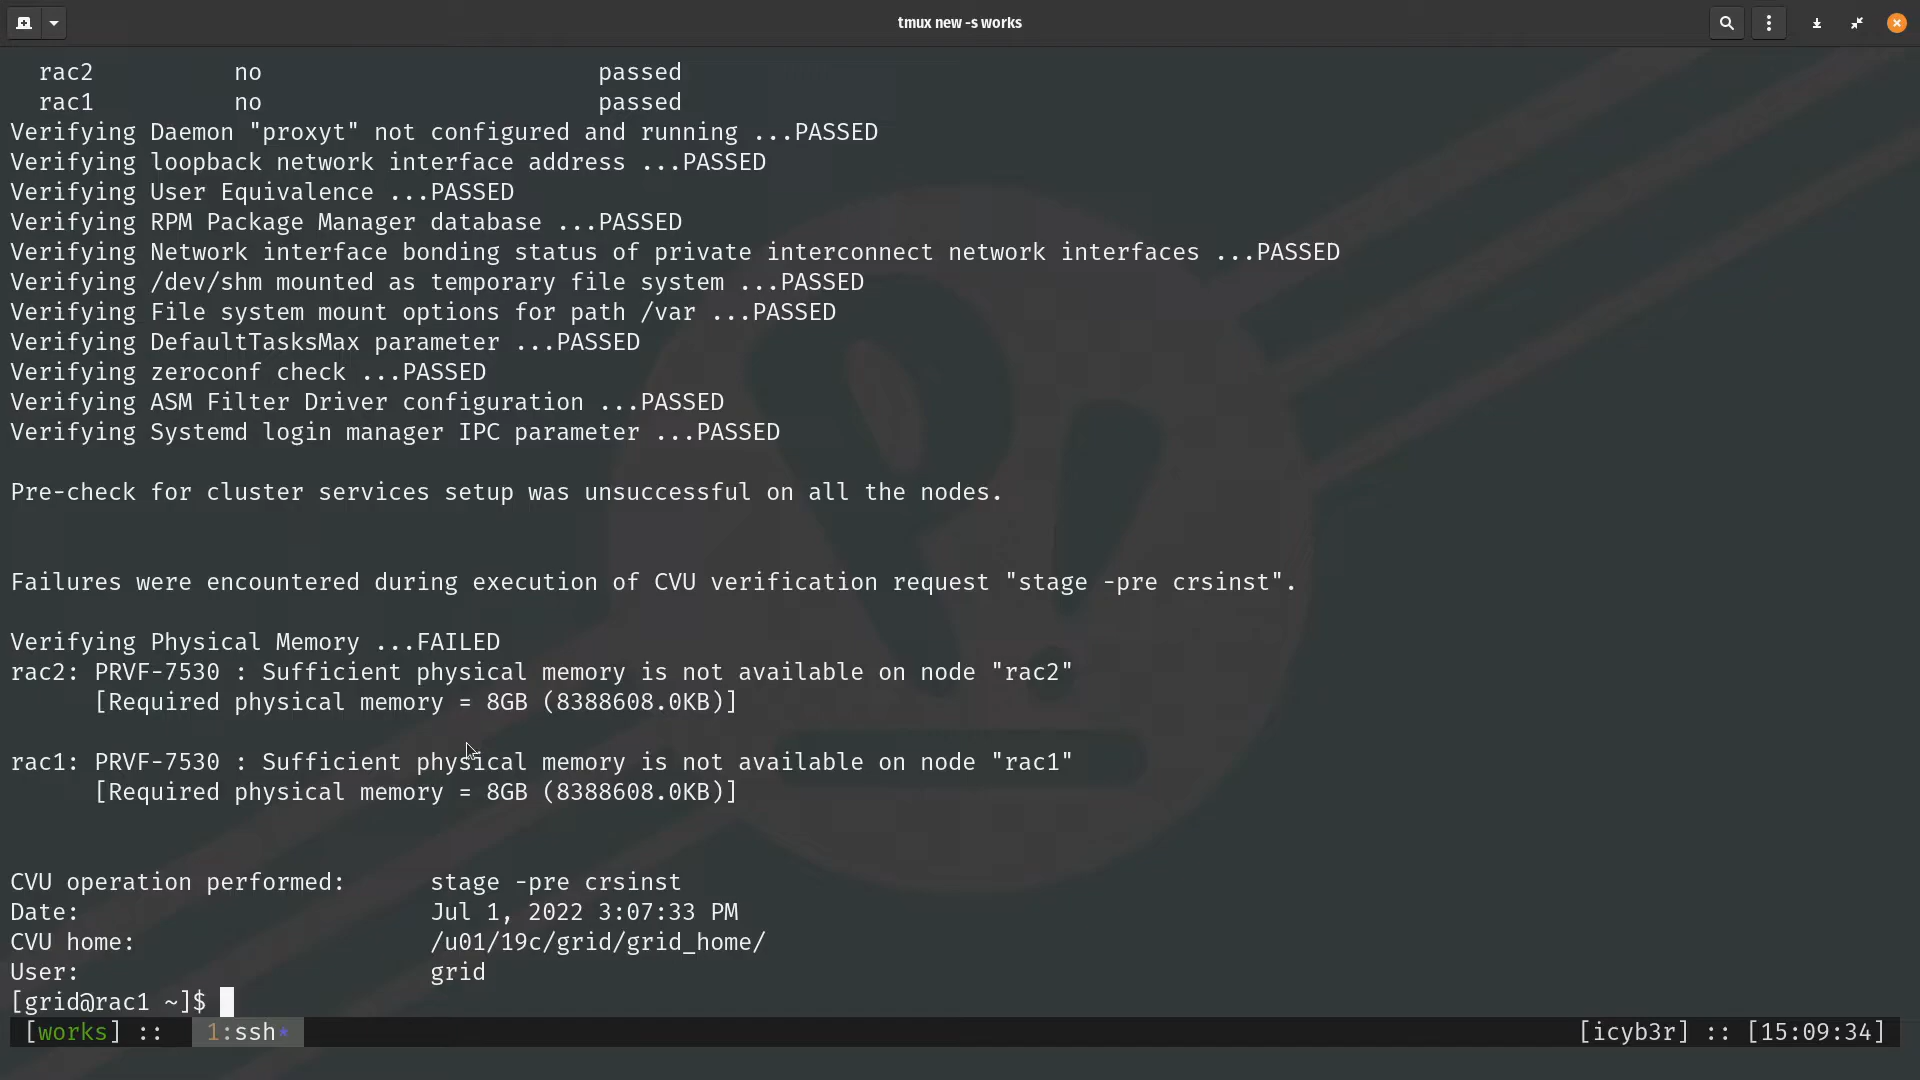 tmux new -s works
rac2 no passed
rac1 no passed
Verifying Daemon "proxyt" not configured and running ...PASSED
Verifying loopback network interface address ...PASSED
Verifying User Equivalence ...PASSED
Verifying RPM Package Manager database ...PASSED
Verifying Network interface bonding status of private interconnect network interfaces ...PASSED
Verifying /dev/shm mounted as temporary file system ...PASSED
Verifying File system mount options for path /var ...PASSED
Verifying DefaultTasksMax parameter ...PASSED
Verifying zeroconf check ...PASSED
Verifying ASM Filter Driver configuration ...PASSED
Verifying Systemd login manager IPC parameter ...PASSED
Pre-check for cluster services setup was unsuccessful on all the nodes.
Failures were encountered during execution of CVU verification request "stage -pre crsinst".
Verifying Physical Memory ...FAILED
rac2: PRVF-7530 : Sufficient physical memory is not available on node "rac2"
[Required physical memory = 8GB (8388608.0KB)]
rac1: PRVF-7530 : Sufficient physical memory is not available on node "rac1"
[Required physical memory = 8GB (8388608.0KB)]
CVU operation performed: stage -pre crsinst
Date: Jul 1, 2022 3:07:33 PM
CVU home: /u01/19c/grid/grid_home/
User: grid
[grid@rac1 ~]$
[works] :: 1:ssh* [icyb3r] :: [15:09:34]